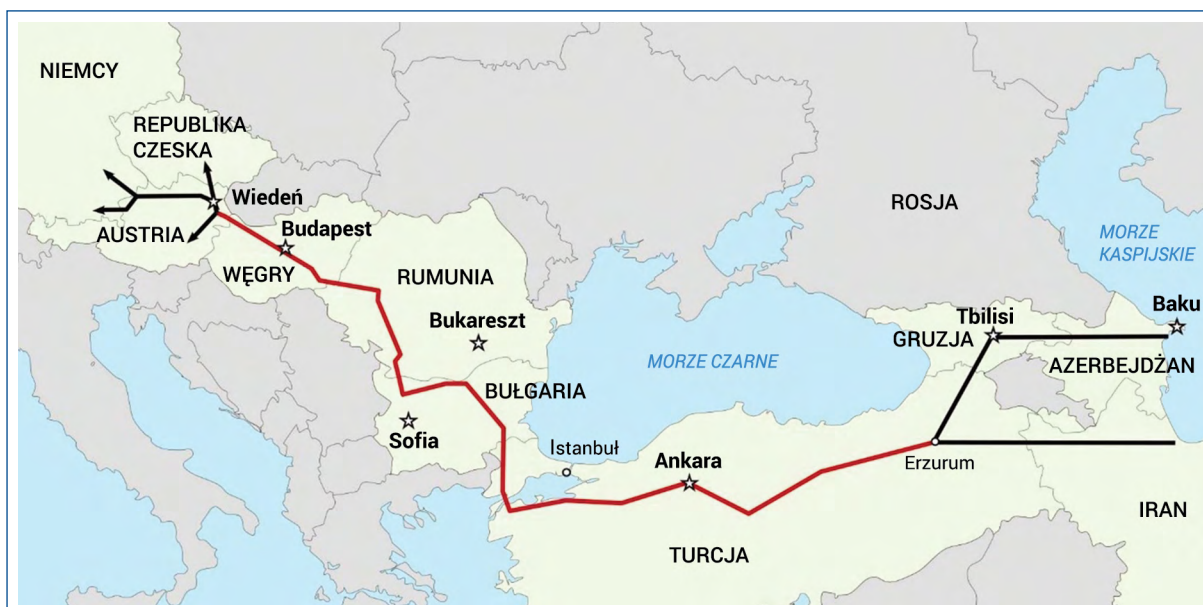 NIEMCY
REPUBLIKA
CZESKA
Wiedeń
AUSTRIA
Budapest
WĘGRY
RUMUNIA
Bukareszt
BUŁGARIA
Sofia
İstanbuł
MORZE CZARNE
Ankara
TURCJA
ROSJA
MORZE
KASPIJSKIE
Tbilisi
GRUZJA
Baku
AZERBEJDŻAN
Erzurum
IRAN